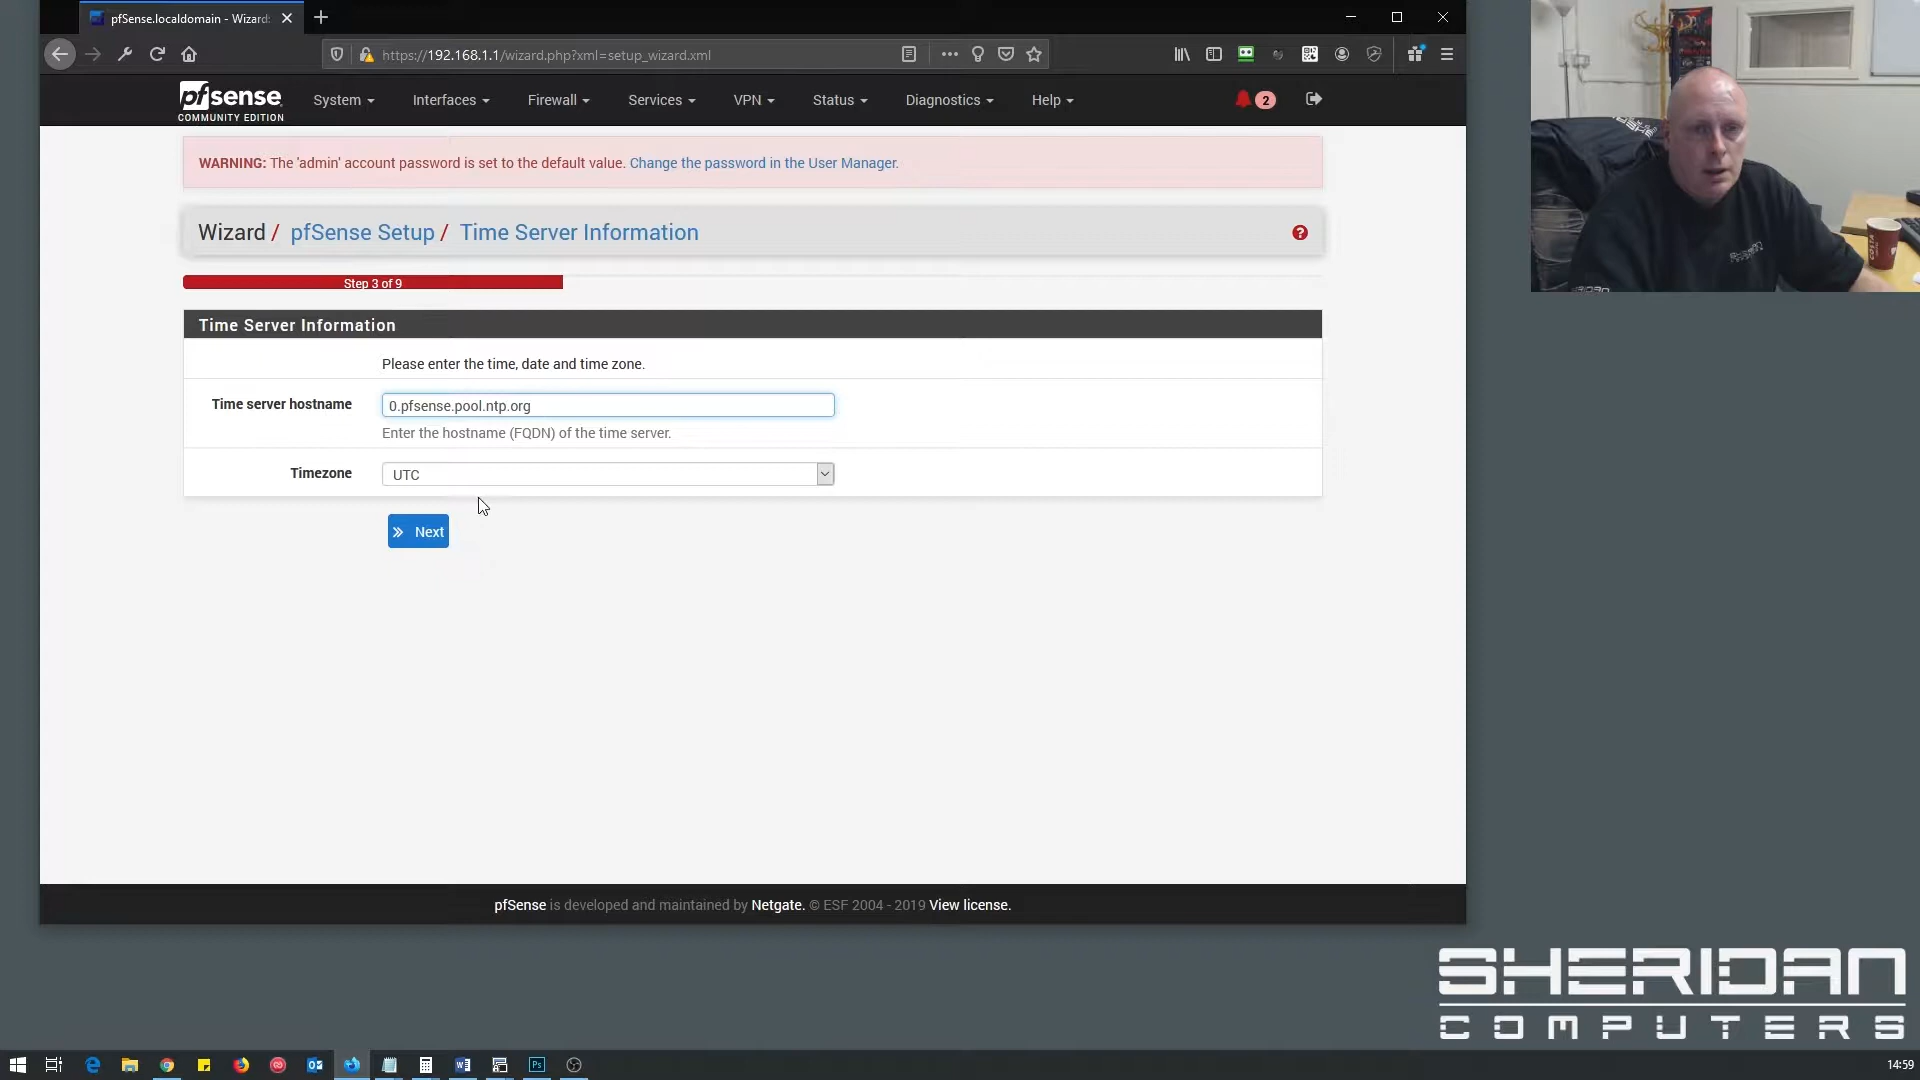 pfSense.localdomain - Wizard:
https://192.168.1.1/wizard.php?xml=setup_wizard.xml
pfsense
COMMUNITY EDITION
System
Interfaces
Firewall
Services
VPN
Status
Diagnostics
Help
2
WARNING: The 'admin' account password is set to the default value. Change the password in the User Manager.
Wizard / pfSense Setup / Time Server Information
Step 3 of 9
Time Server Information
Please enter the time, date and time zone.
Time server hostname
0.pfsense.pool.ntp.org
Enter the hostname (FQDN) of the time server.
Timezone
UTC
Next
pfSense is developed and maintained by Netgate. © ESF 2004 - 2019 View license.
COSTA
SHERIDAN
COMPUTERS
Ps
14:59